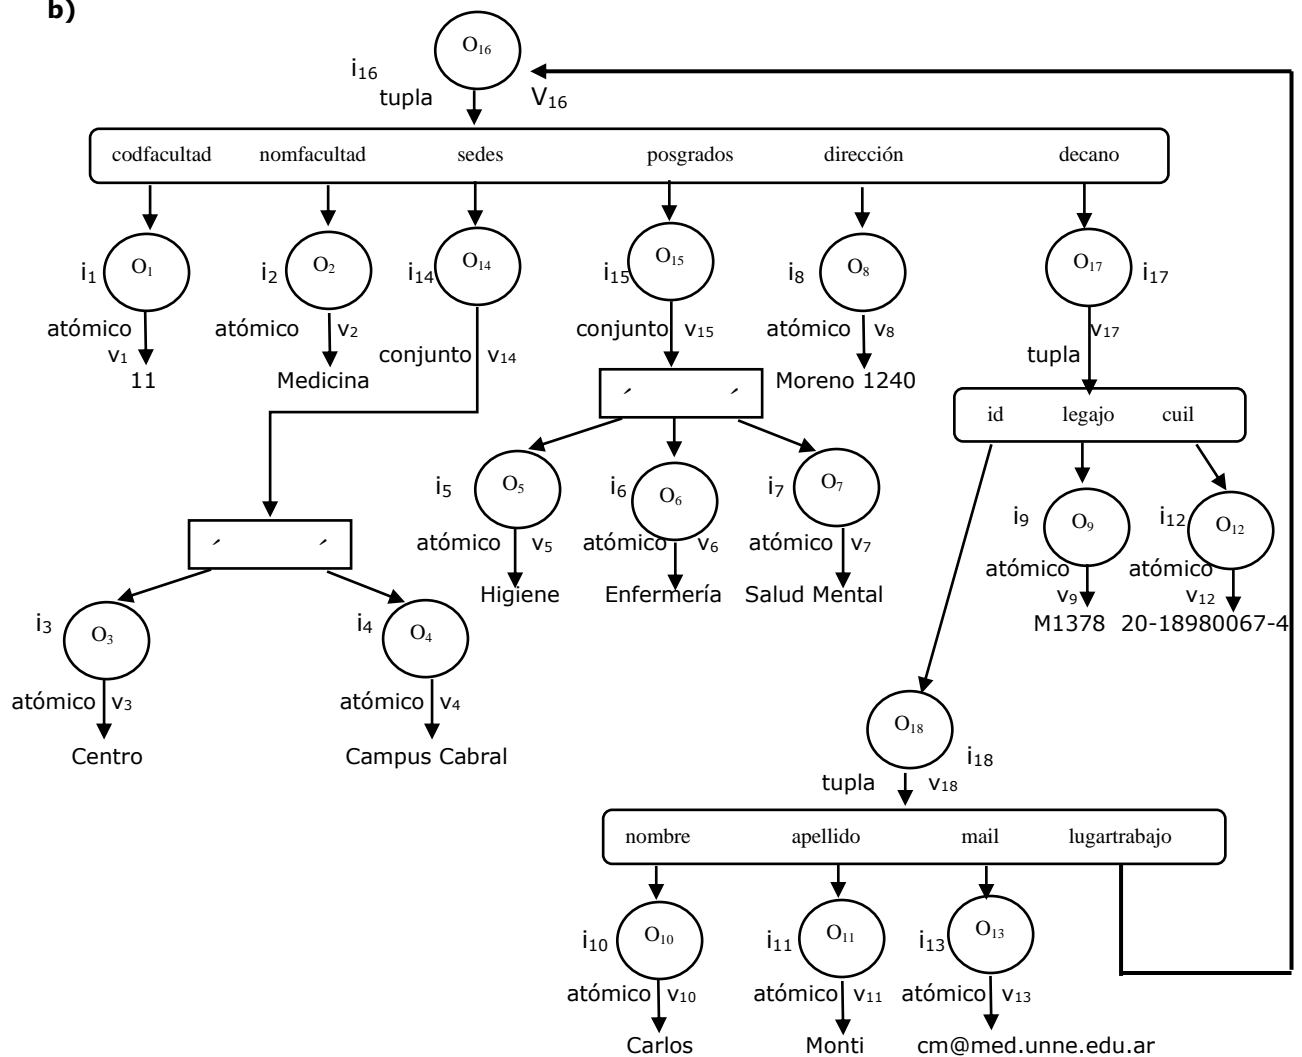 b)
O16
i16
tupla V16
codfacultad nomfacultad sedes posgrados dirección decano
i1 O1 i2 O2 i14 O14 i15 O15 i8 O8 O17 i17
atómico atómico v2 conjunto v15 atómico v8 v17
v1 conjunto v14 tupla
11 Medicina Moreno 1240
id legajo cuil
i5 O5 i6 O6 i7 O7
i9 O9 i12 O12
atómico v5 atómico v6 atómico v7
atómico atómico
v9 v12
Higiene Enfermería Salud Mental
M1378 20-18980067-4
i3 O3 i4 O4
atómico v3 atómico v4
Centro Campus Cabral
O18
i18
tupla v18
nombre apellido mail lugartrabajo
i10 O10 i11 O11 i13 O13
atómico v10 atómico v11 atómico v13
Carlos Monti cm@med.unne.edu.ar